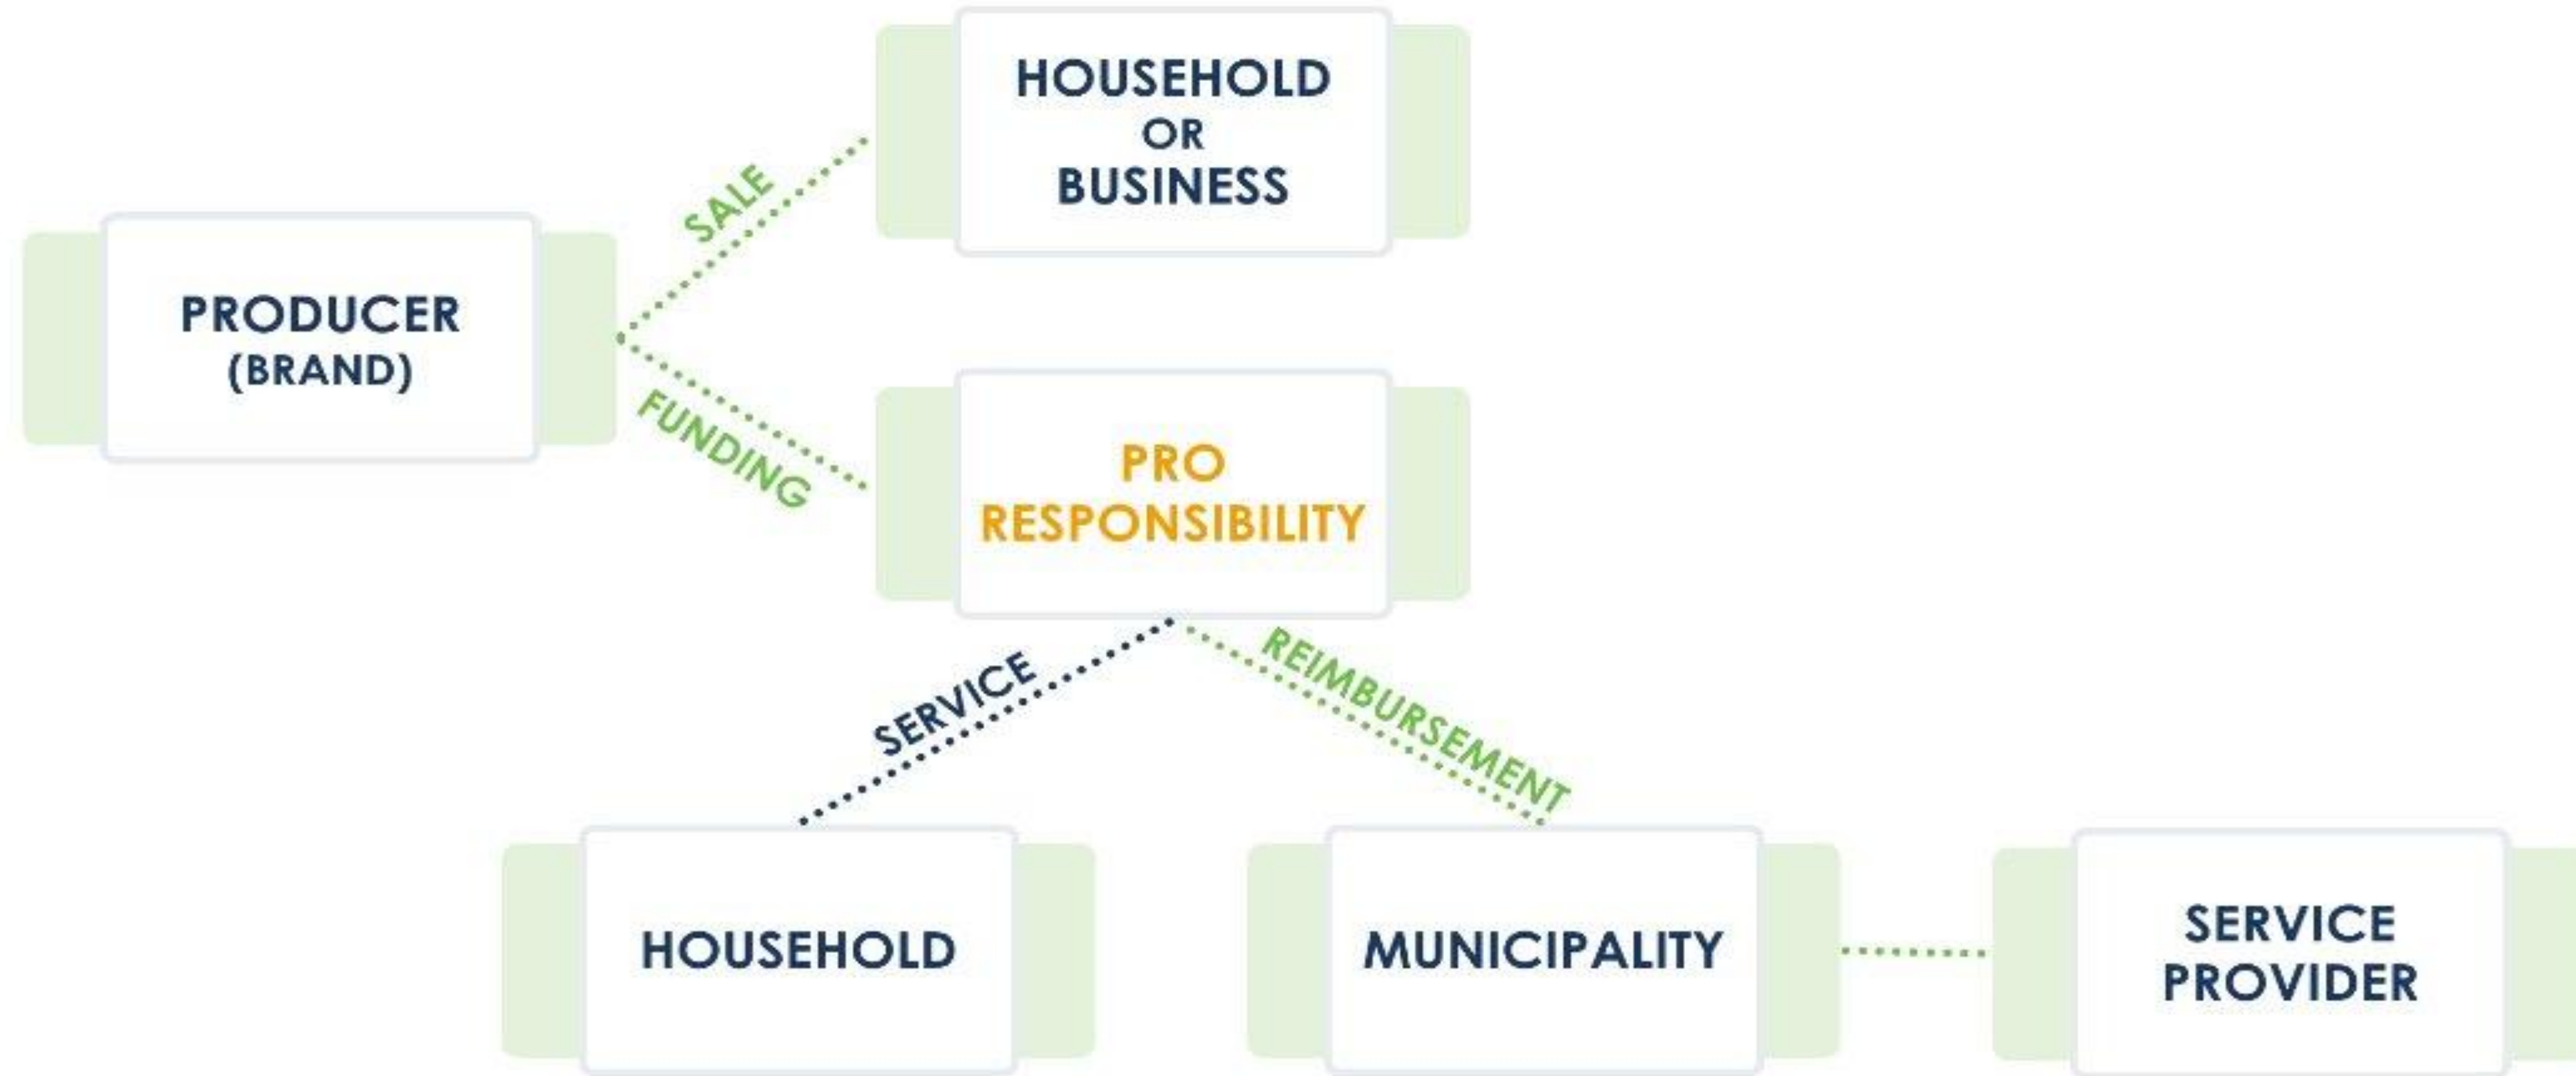 HOUSEHOLD
OR
BUSINESS
SALE
PRODUCER
(BRAND)
FUNDING
PRO
RESPONSIBILITY
SERVICE
REIMBURSEMENT
HOUSEHOLD
MUNICIPALITY
SERVICE
PROVIDER